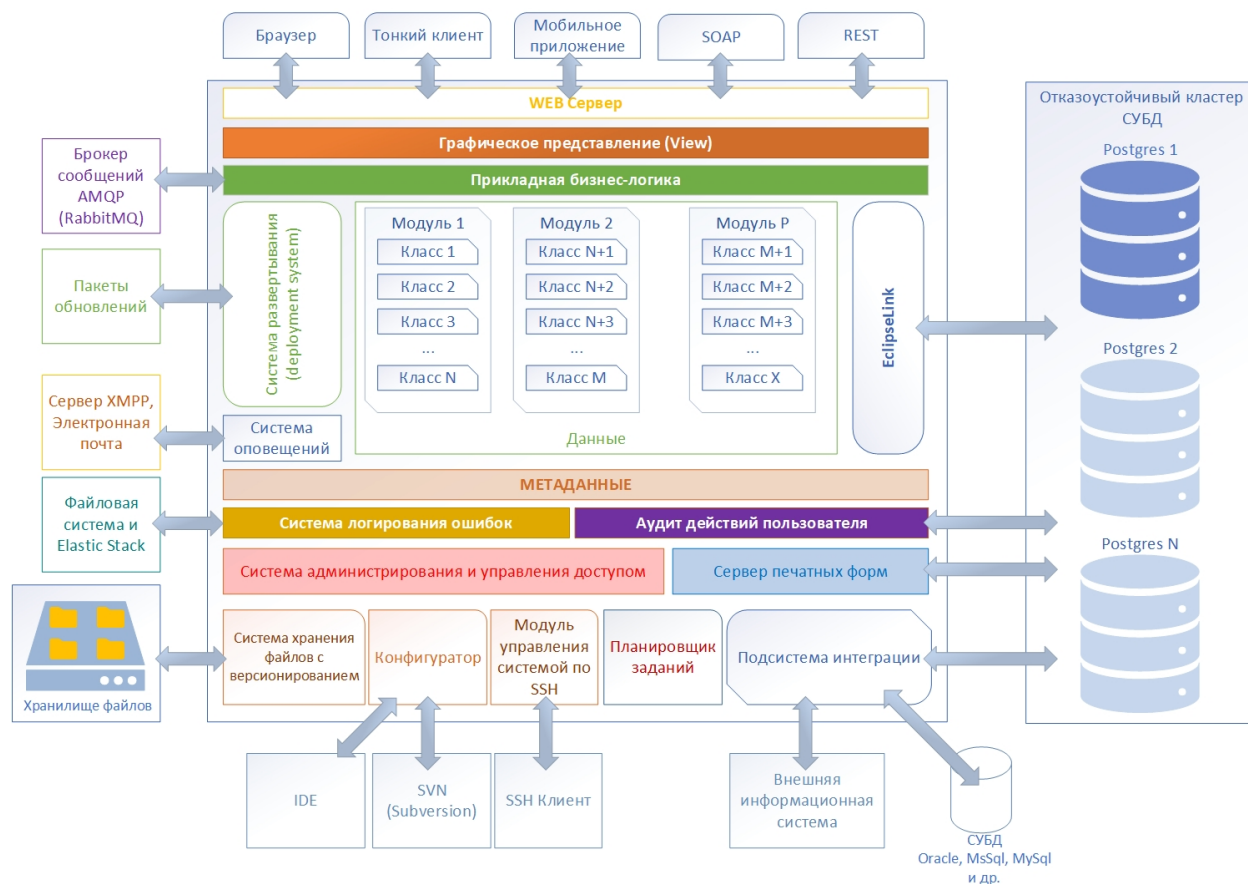 Браузер
Тонкий клиент
Мобильное
приложение
SOAP
REST
WEB Сервер
Графическое представление (View)
Прикладная бизнес-логика
Брокер
сообщений
AMQP
(RabbitMQ)
Пакеты
обновлений
Сервер XMPP,
Электронная
почта
Файловая
система и
Elastic Stack
Хранилище файлов
Система развертывания
(deployment system)
Модуль 1
Класс 1
Класс 2
Класс 3
...
Класс N
Модуль 2
Класс N+1
Класс N+2
Класс N+3
...
Класс M
Модуль P
Класс M+1
Класс M+2
Класс M+3
...
Класс X
Данные
EclipseLink
Система
оповещений
МЕТАДАННЫЕ
Система логирования ошибок
Аудит действий пользователя
Система администрирования и управления доступом
Сервер печатных форм
Система хранения
файлов с
версионированием
Конфигуратор
Модуль
управления
системой по
SSH
Планировщик
заданий
Подсистема интеграции
IDE
SVN
(Subversion)
SSH Клиент
Внешняя
информационная
система
СУБД
Oracle, MsSql, MySql
и др.
Отказоустойчивый кластер
СУБД
Postgres 1
Postgres 2
Postgres N